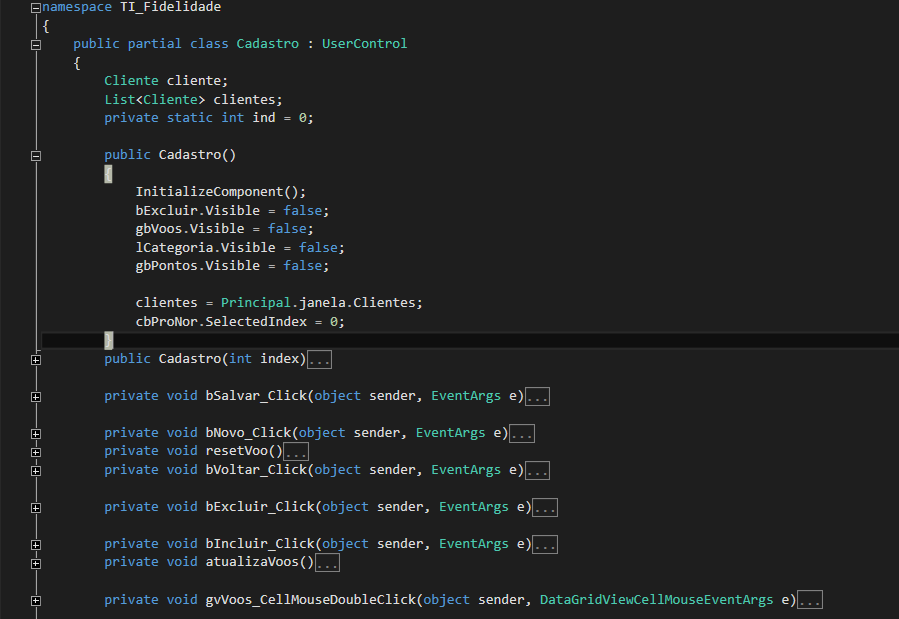 namespace TI_Fidelidade
{
public partial class Cadastro : UserControl
{
Cliente cliente;
List<Cliente> clientes;
private static int ind = 0;
public Cadastro()
{
InitializeComponent();
bExcluir.Visible = false;
gbVoos.Visible = false;
lCategoria.Visible = false;
gbPontos.Visible = false;
clientes = Principal.janela.Clientes;
cbProNor.SelectedIndex = 0;
}
public Cadastro(int index)...
private void bSalvar_Click(object sender, EventArgs e)...
private void bNovo_Click(object sender, EventArgs e)...
private void resetVoo()...
private void bVoltar_Click(object sender, EventArgs e)...
private void bExcluir_Click(object sender, EventArgs e)...
private void bIncluir_Click(object sender, EventArgs e)...
private void atualizaVoos()...
private void gvVoos_CellMouseDoubleClick(object sender, DataGridViewCellMouseEventArgs e)...